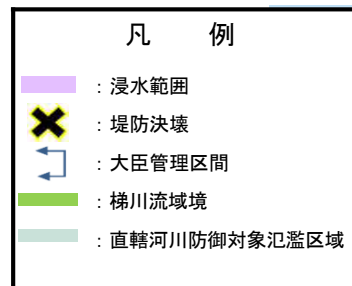 凡　例
：浸水範囲
：堤防決壊
：大臣管理区間
：梯川流域境
：直轄河川防御対象氾濫区域